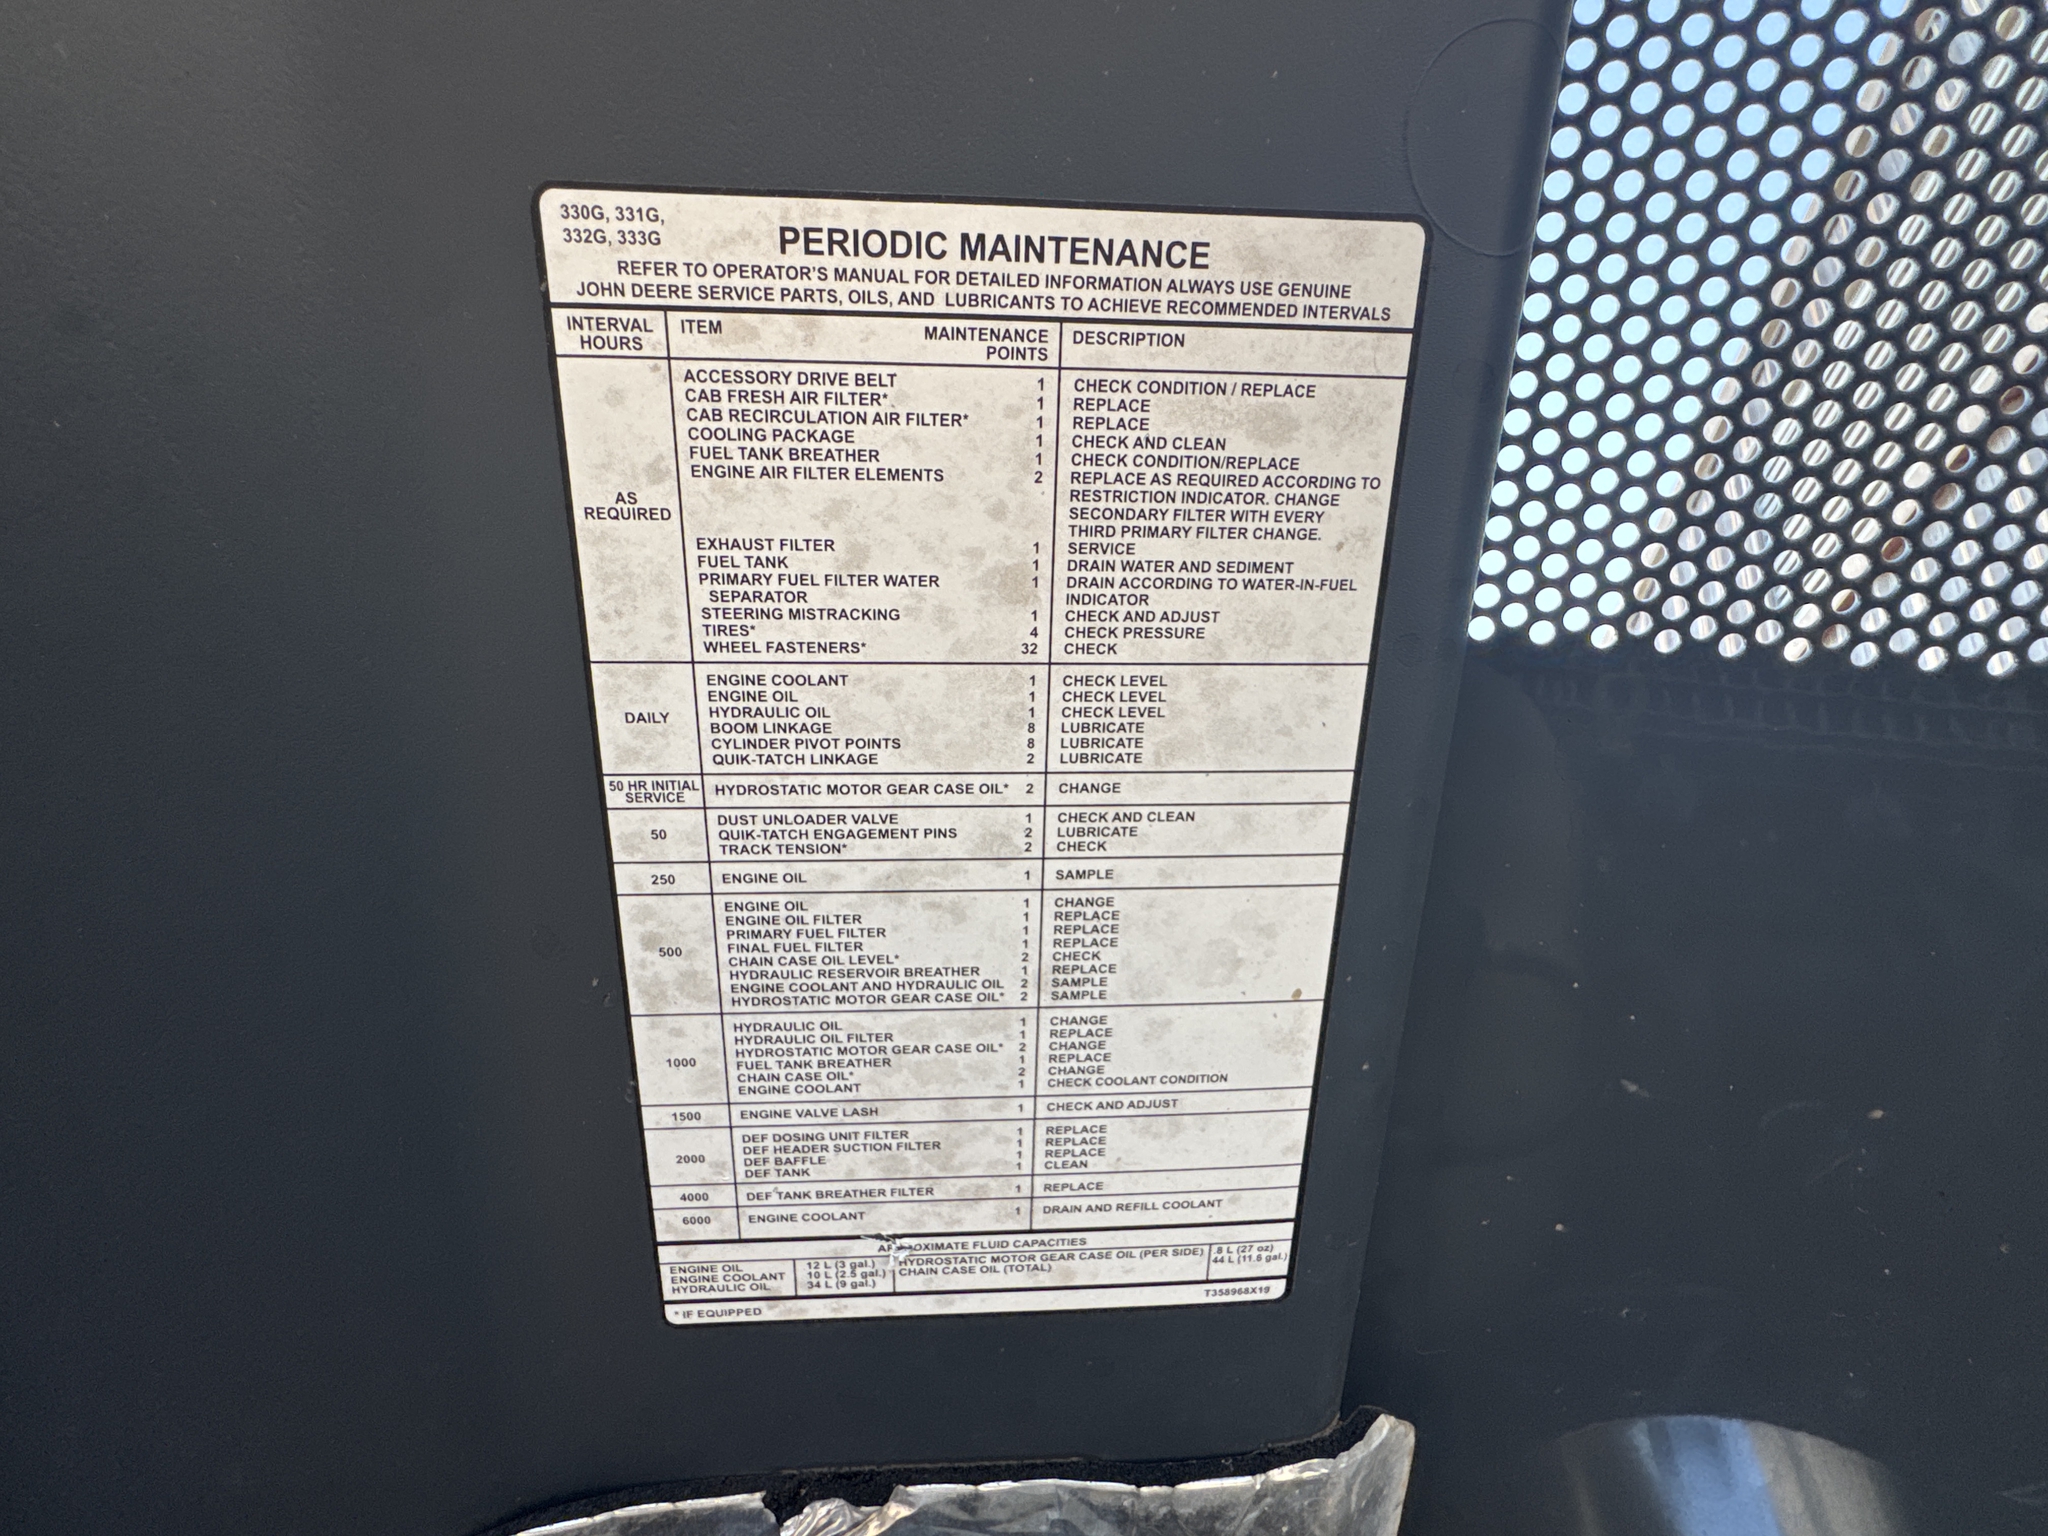 330G, 331G,
332G, 333G
PERIODIC MAINTENANCE
REFER TO OPERATOR'S MANUAL FOR DETAILED INFORMATION ALWAYS USE GENUINE
JOHN DEERE SERVICE PARTS, OILS, AND LUBRICANTS TO ACHIEVE RECOMMENDED INTERVALS
INTERVAL HOURS ITEM MAINTENANCE POINTS DESCRIPTION
AS REQUIRED
ACCESSORY DRIVE BELT 1 CHECK CONDITION / REPLACE
CAB FRESH AIR FILTER* 1 REPLACE
CAB RECIRCULATION AIR FILTER* 1 REPLACE
COOLING PACKAGE 1 CHECK AND CLEAN
FUEL TANK BREATHER 1 CHECK CONDITION/REPLACE
ENGINE AIR FILTER ELEMENTS 2 REPLACE AS REQUIRED ACCORDING TO
RESTRICTION INDICATOR. CHANGE
SECONDARY FILTER WITH EVERY
THIRD PRIMARY FILTER CHANGE.
EXHAUST FILTER 1 SERVICE
FUEL TANK 1 DRAIN WATER AND SEDIMENT
PRIMARY FUEL FILTER WATER 1 DRAIN ACCORDING TO WATER-IN-FUEL
SEPARATOR INDICATOR
STEERING MISTRACKING 1 CHECK AND ADJUST
TIRES* 4 CHECK PRESSURE
WHEEL FASTENERS* 32 CHECK
DAILY
ENGINE COOLANT 1 CHECK LEVEL
ENGINE OIL 1 CHECK LEVEL
HYDRAULIC OIL 1 CHECK LEVEL
BOOM LINKAGE 8 LUBRICATE
CYLINDER PIVOT POINTS 8 LUBRICATE
QUIK-TATCH LINKAGE 2 LUBRICATE
50 HR INITIAL SERVICE
HYDROSTATIC MOTOR GEAR CASE OIL* 2 CHANGE
50
DUST UNLOADER VALVE 1 CHECK AND CLEAN
QUIK-TATCH ENGAGEMENT PINS 2 LUBRICATE
TRACK TENSION* 2 CHECK
250 ENGINE OIL 1 SAMPLE
500
ENGINE OIL 1 CHANGE
ENGINE OIL FILTER 1 REPLACE
PRIMARY FUEL FILTER 1 REPLACE
FINAL FUEL FILTER 1 REPLACE
CHAIN CASE OIL LEVEL* 2 CHECK
HYDRAULIC RESERVOIR BREATHER 1 REPLACE
ENGINE COOLANT AND HYDRAULIC OIL 2 SAMPLE
HYDROSTATIC MOTOR GEAR CASE OIL* 2 SAMPLE
1000
HYDRAULIC OIL 1 CHANGE
HYDRAULIC OIL FILTER 1 REPLACE
HYDROSTATIC MOTOR GEAR CASE OIL* 2 CHANGE
FUEL TANK BREATHER 1 REPLACE
CHAIN CASE OIL* 2 CHANGE
ENGINE COOLANT 1 CHECK COOLANT CONDITION
1500 ENGINE VALVE LASH 1 CHECK AND ADJUST
2000
DEF DOSING UNIT FILTER 1 REPLACE
DEF HEADER SUCTION FILTER 1 REPLACE
DEF BAFFLE 1 REPLACE
DEF TANK 1 CLEAN
4000 DEF TANK BREATHER FILTER 1 REPLACE
6000 ENGINE COOLANT 1 DRAIN AND REFILL COOLANT
FLUID CAPACITIES
ENGINE OIL 12 L (3 gal.) HYDROSTATIC MOTOR GEAR CASE OIL (PER SIDE) .8 L (27 oz)
ENGINE COOLANT 10 L (2.5 gal.) CHAIN CASE OIL (TOTAL) 44 L (11.6 gal.)
HYDRAULIC OIL 34 L (9 gal.)
* IF EQUIPPED T358968X19